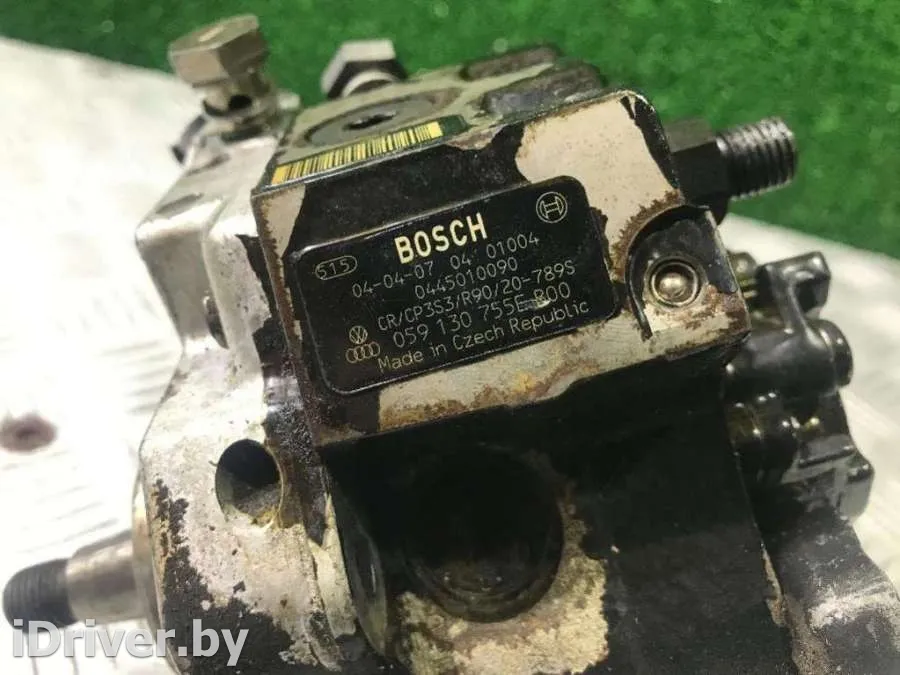 BOSCH
515
04-04-07 04 01004
0445010090
CR/CP3S3/R90/20-789S
059 130 755E
Made in Czech Republic
iDriver.by